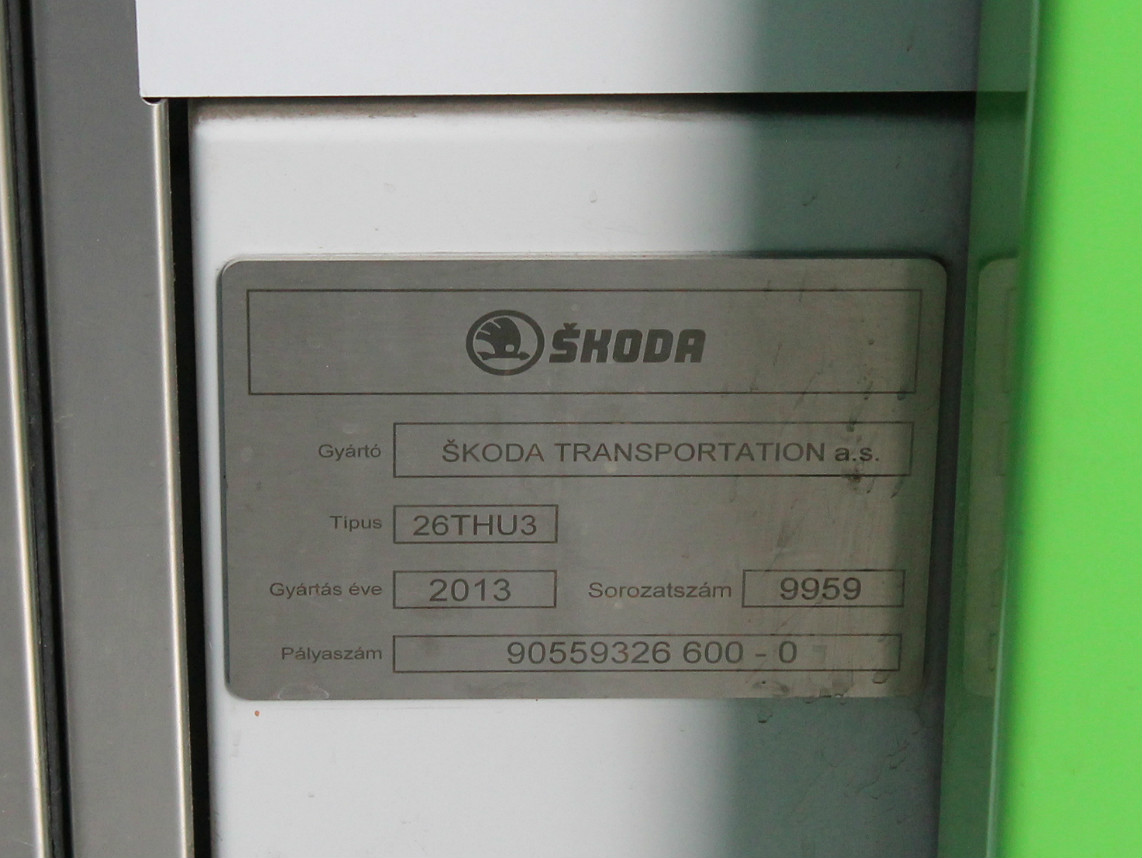 ŠKODA
Gyártó ŠKODA TRANSPORTATION a.s.
Típus 26THU3
Gyártás éve 2013 Sorozatszám 9959
Pályaszám 90559326 600 - 0